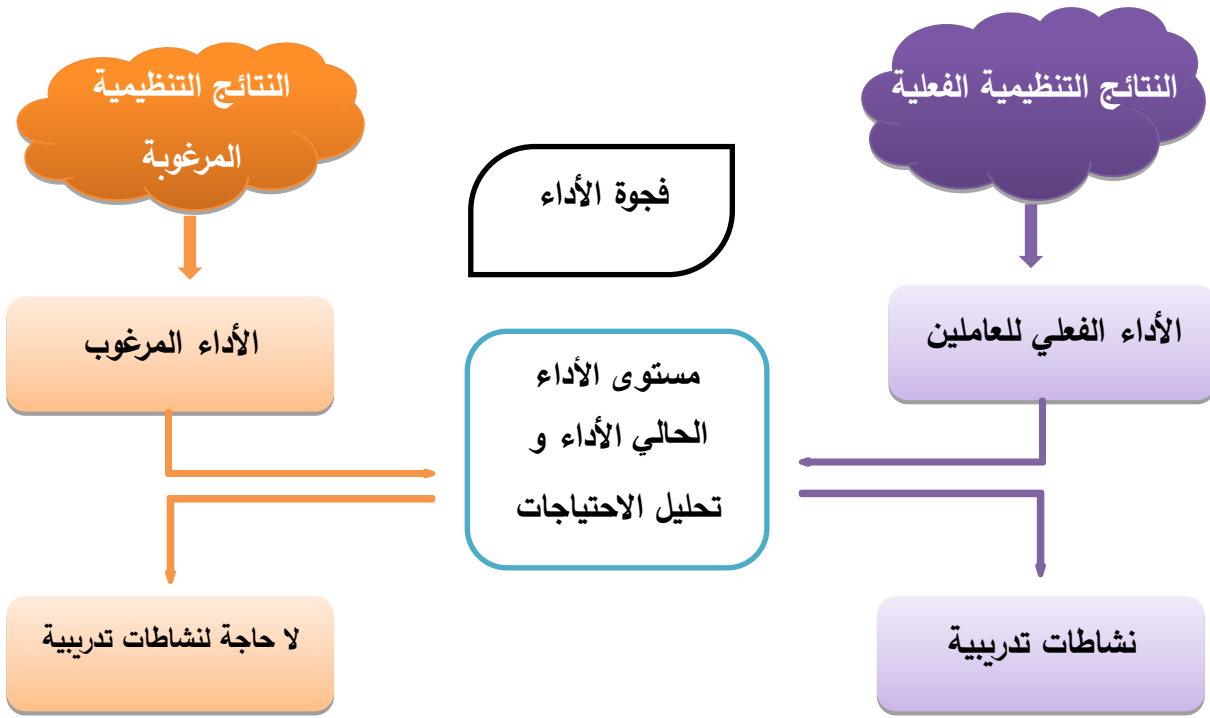 النتائج التنظيمية الفعلية
النتائج التنظيمية
المرغوبة
فجوة الأداء
الأداء الفعلي للعاملين
الأداء المرغوب
مستوى الأداء
الحالي الأداء و
تحليل الاحتياجات
نشاطات تدريبية
لا حاجة لنشاطات تدريبية